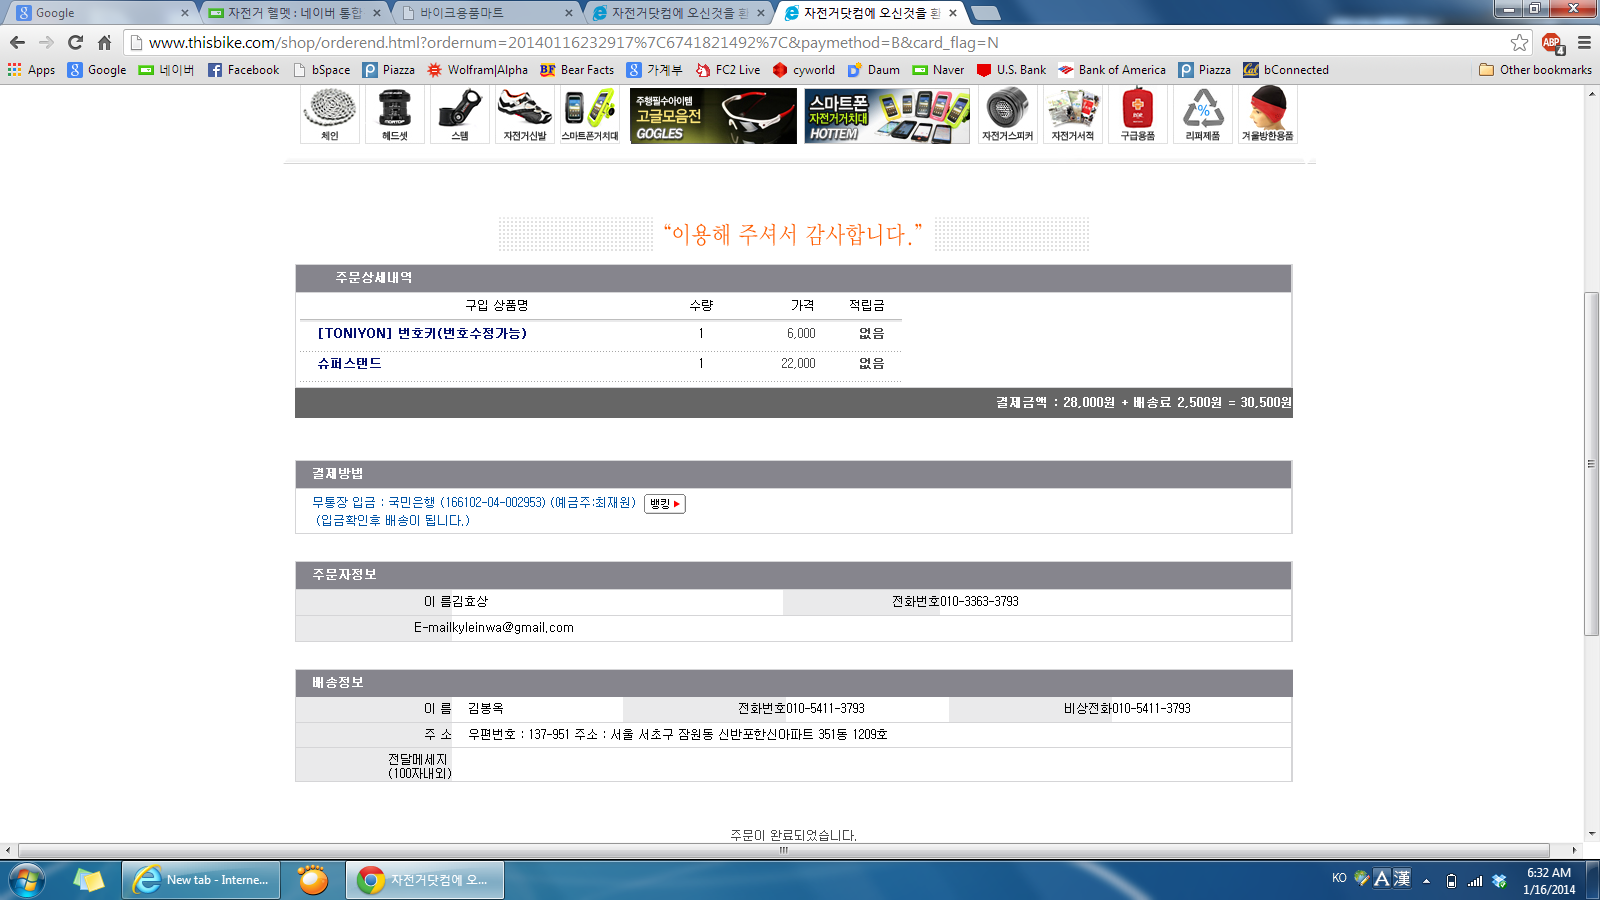 Google
자전거 헬멧 : 네이버 통합
바이크용품마트
자전거닷컴에 오신것을 환
자전거닷컴에 오신것을 환
www.thisbike.com/shop/orderend.html?ordernum=20140116232917%7C6741821492%7C&paymethod=B&card_flag=N
ABP 4
Apps Google 네이버 Facebook bSpace Piazza Wolfram|Alpha BF Bear Facts 가계부 FC2 Live cyworld Daum Naver U.S. Bank Bank of America Piazza Cal bConnected Other bookmarks
체인
헤드셋
스템
자전거신발
스마트폰거치대
주행필수아이템
고글모음전
GOGLES
스마트폰
자전거거치대
HOTTEM
자전거스피커
자전거서적
구급용품
리퍼제품
겨울방한용품
“이용해 주셔서 감사합니다.”
주문상세내역
구입 상품명 수량 가격 적립금
[TONIYON] 번호키(번호수정가능) 1 6,000 없음
슈퍼스탠드 1 22,000 없음
결제금액 : 28,000원 + 배송료 2,500원 = 30,500원
결제방법
무통장 입금 : 국민은행 (166102-04-002953) (예금주:최재원) 뱅킹
(입금확인후 배송이 됩니다.)
주문자정보
이 름 김효상 전화번호 010-3363-3793
E-mail kyleinwa@gmail.com
배송정보
이 름 김봉옥 전화번호 010-5411-3793 비상전화 010-5411-3793
주 소 우편번호 : 137-951 주소 : 서울 서초구 잠원동 신반포한신아파트 351동 1209호
전달메세지
(100자내외)
주문이 완료되었습니다.
New tab - Interne...
자전거닷컴에 오...
KO A 漢
6:32 AM
1/16/2014